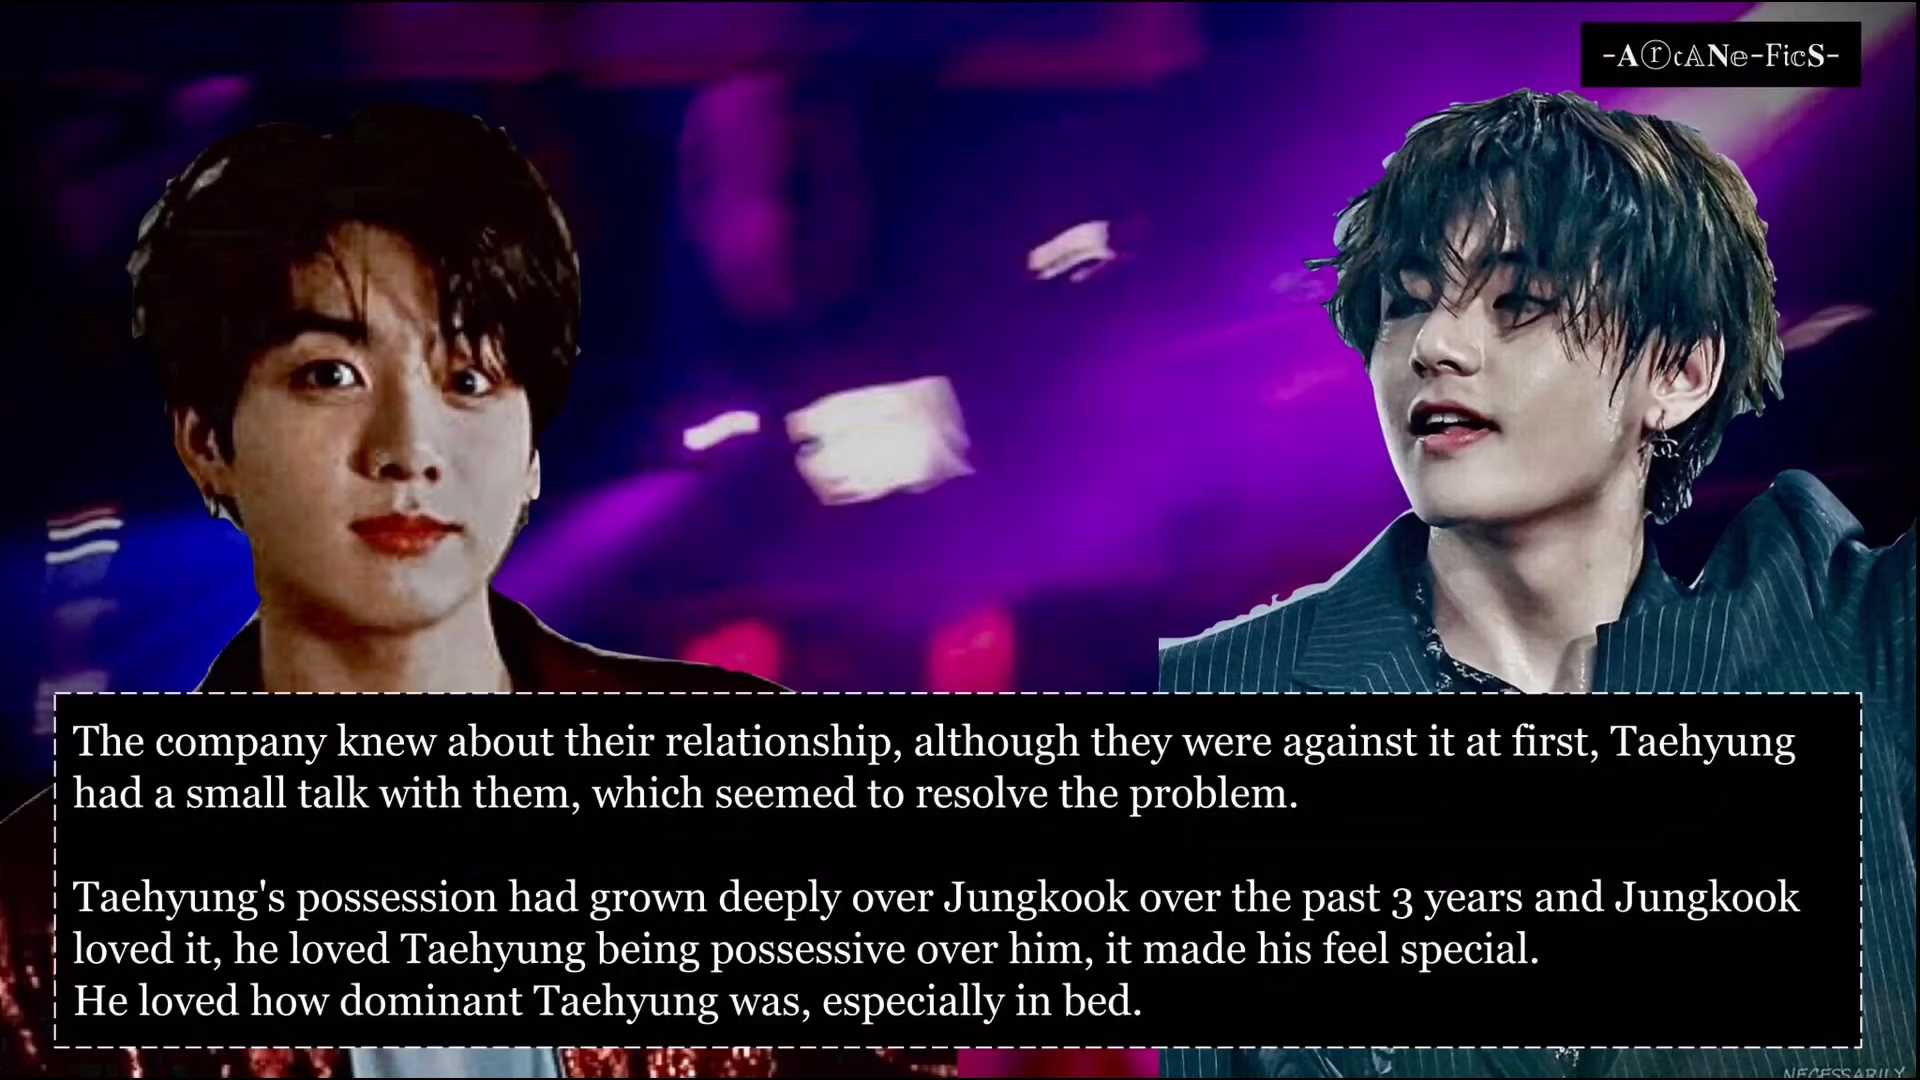 -AⓡcANe-FicS-
The company knew about their relationship, although they were against it at first, Taehyung
had a small talk with them, which seemed to resolve the problem.
Taehyung's possession had grown deeply over Jungkook over the past 3 years and Jungkook
loved it, he loved Taehyung being possessive over him, it made his feel special.
He loved how dominant Taehyung was, especially in bed.
NECESSARILY